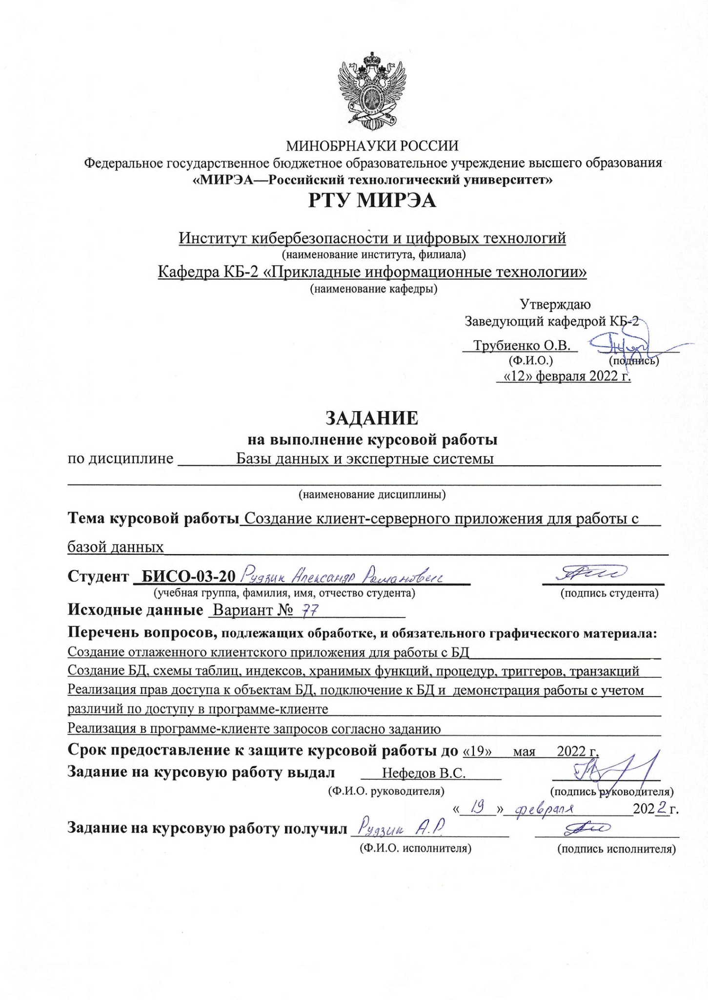 МИНОБРНАУКИ РОССИИ
Федеральное государственное бюджетное образовательное учреждение высшего образования
«МИРЭА—Российский технологический университет»
РТУ МИРЭА
Институт кибербезопасности и цифровых технологий
(наименование института, филиала)
Кафедра КБ-2 «Прикладные информационные технологии»
(наименование кафедры)
Утверждаю
Заведующий кафедрой КБ-2
Трубиенко О.В.
(Ф.И.О.) (подпись)
«12» февраля 2022 г.
ЗАДАНИЕ
на выполнение курсовой работы
по дисциплине Базы данных и экспертные системы
(наименование дисциплины)
Тема курсовой работы Создание клиент-серверного приложения для работы с
базой данных
Студент БИСО-03-20 Рудзик Александр Романович
(учебная группа, фамилия, имя, отчество студента) (подпись студента)
Исходные данные Вариант № 77
Перечень вопросов, подлежащих обработке, и обязательного графического материала:
Создание отлаженного клиентского приложения для работы с БД
Создание БД, схемы таблиц, индексов, хранимых функций, процедур, триггеров, транзакций
Реализация прав доступа к объектам БД, подключение к БД и демонстрация работы с учетом
различий по доступу в программе-клиенте
Реализация в программе-клиенте запросов согласно заданию
Срок предоставление к защите курсовой работы до «19» мая 2022 г.
Задание на курсовую работу выдал Нефедов В.С.
(Ф.И.О. руководителя) (подпись руководителя)
«19» февраля 2022 г.
Задание на курсовую работу получил Рудзик А.Р.
(Ф.И.О. исполнителя) (подпись исполнителя)